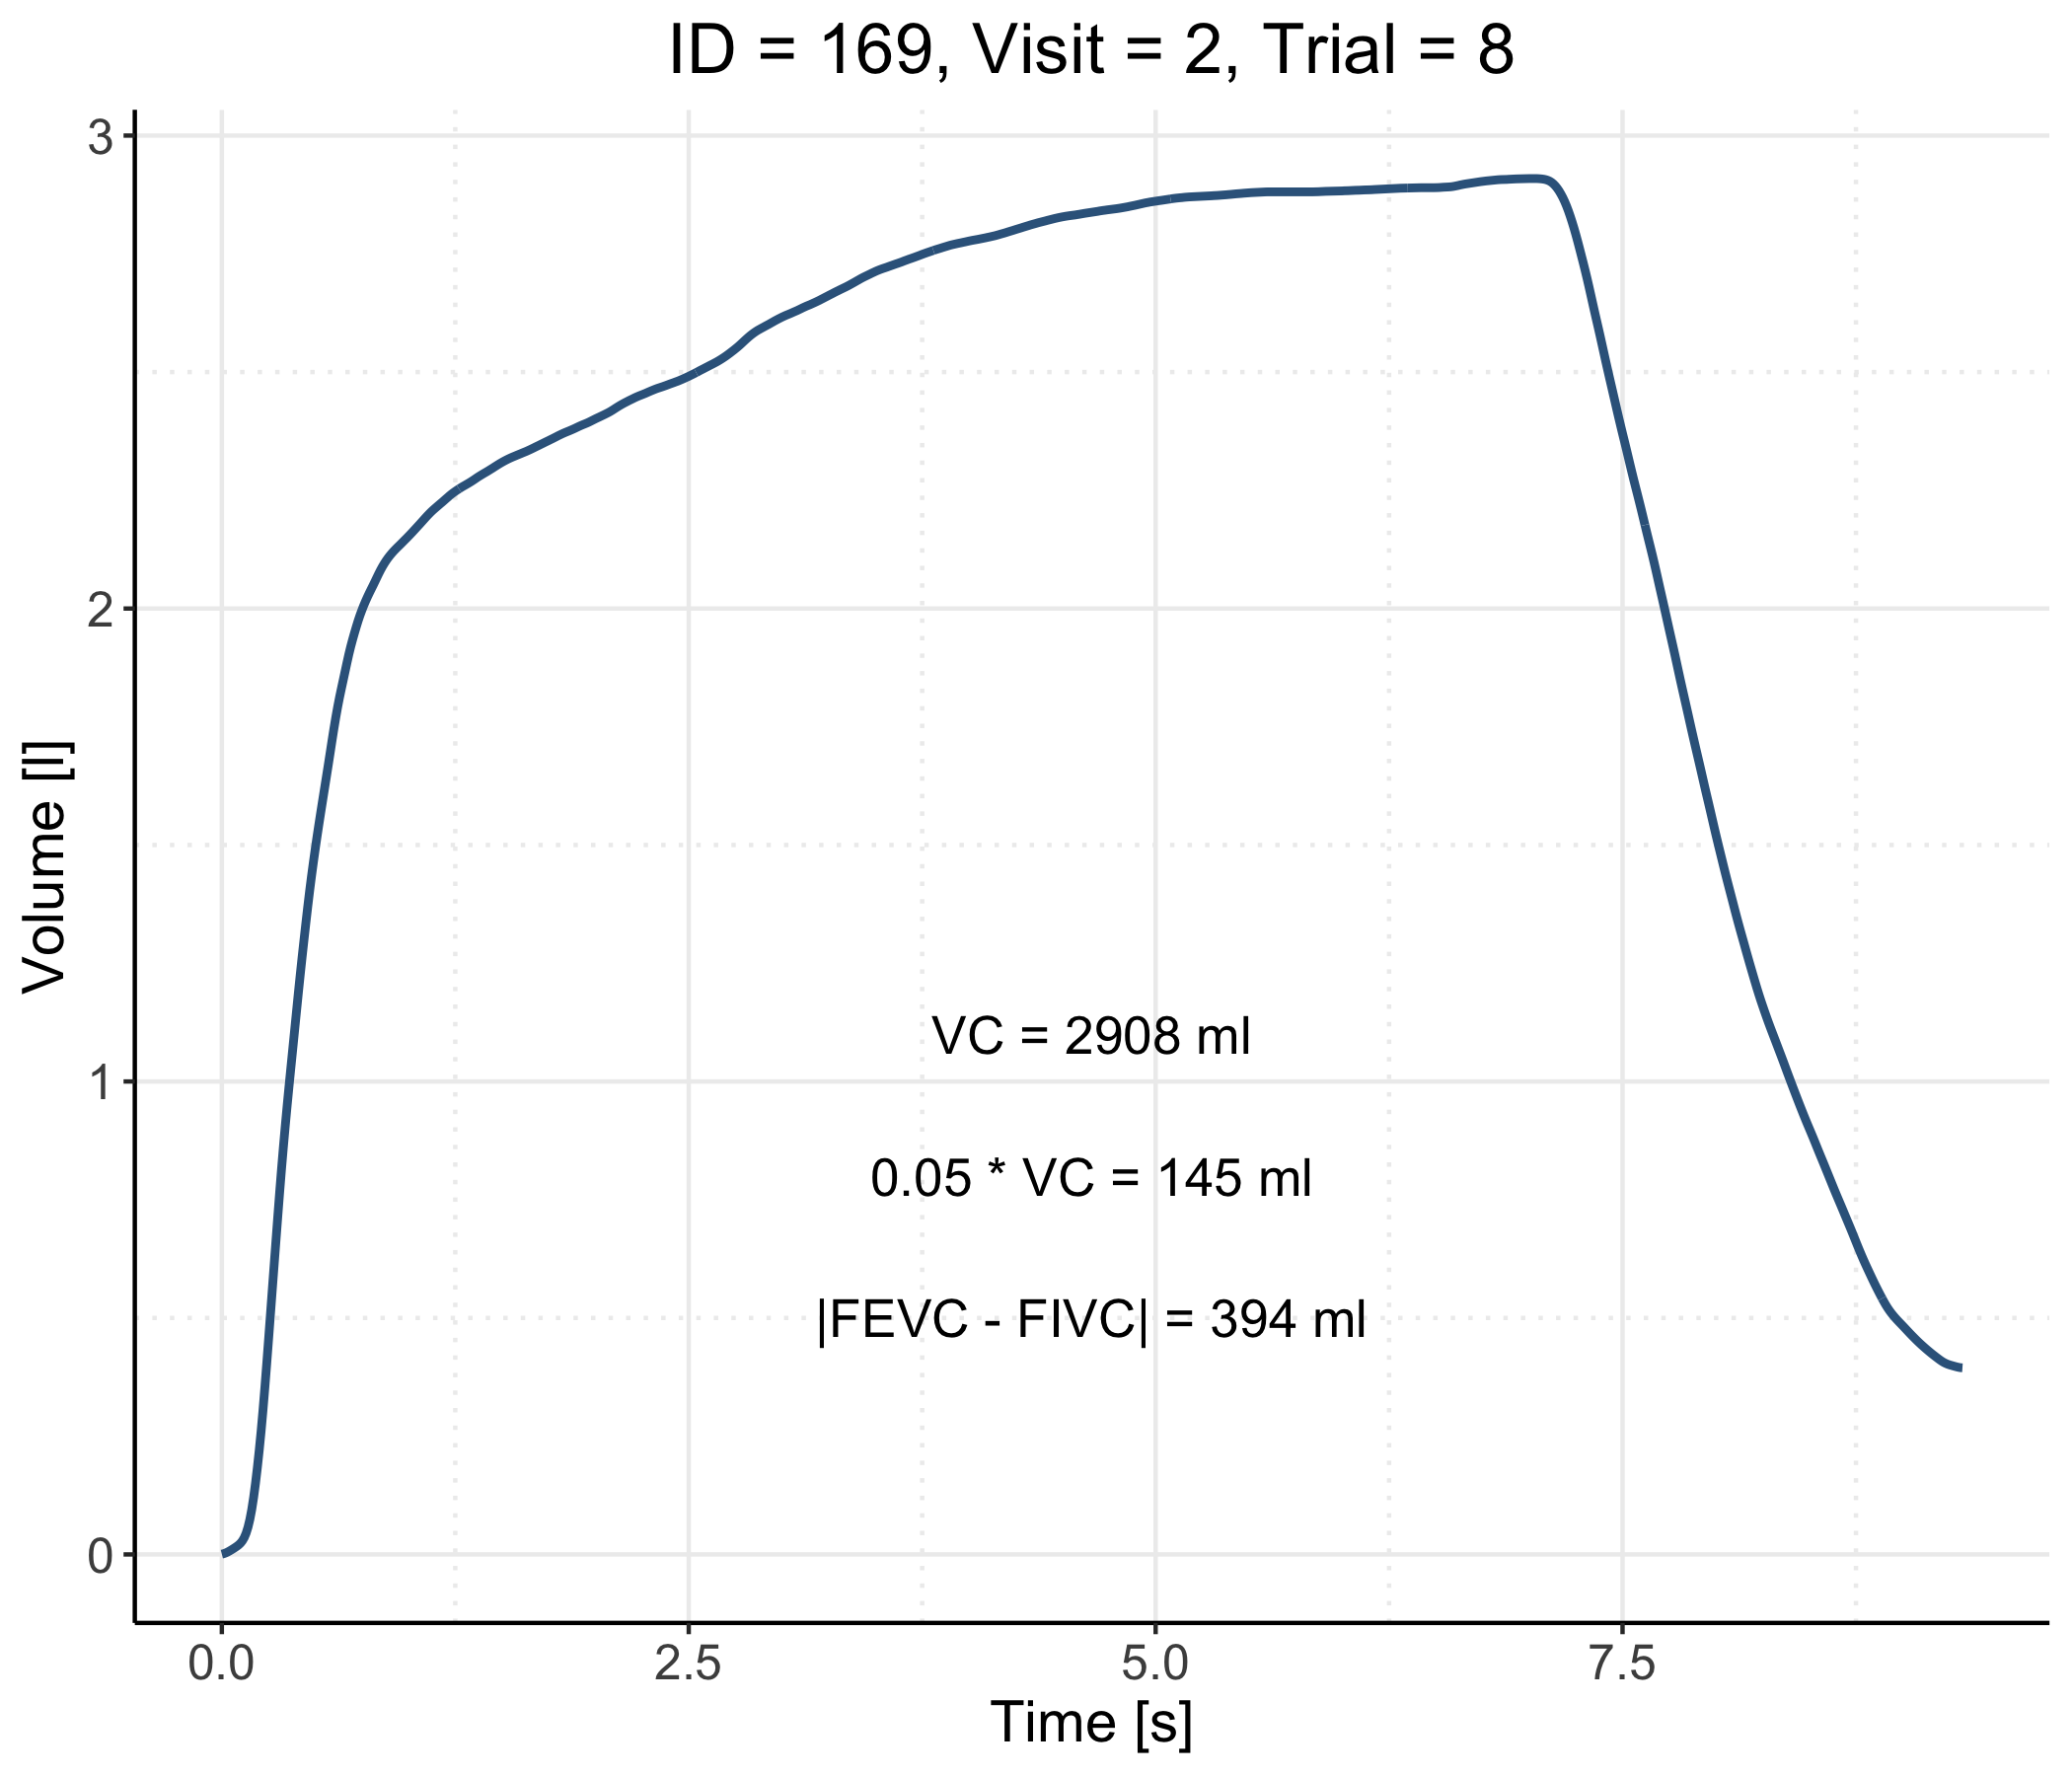 ID = 169, Visit = 2, Trial = 8
3
2
1
0
Volume [l]
VC = 2908 ml
0.05 * VC = 145 ml
|FEVC - FIVC| = 394 ml
0.0 2.5 5.0 7.5
Time [s]